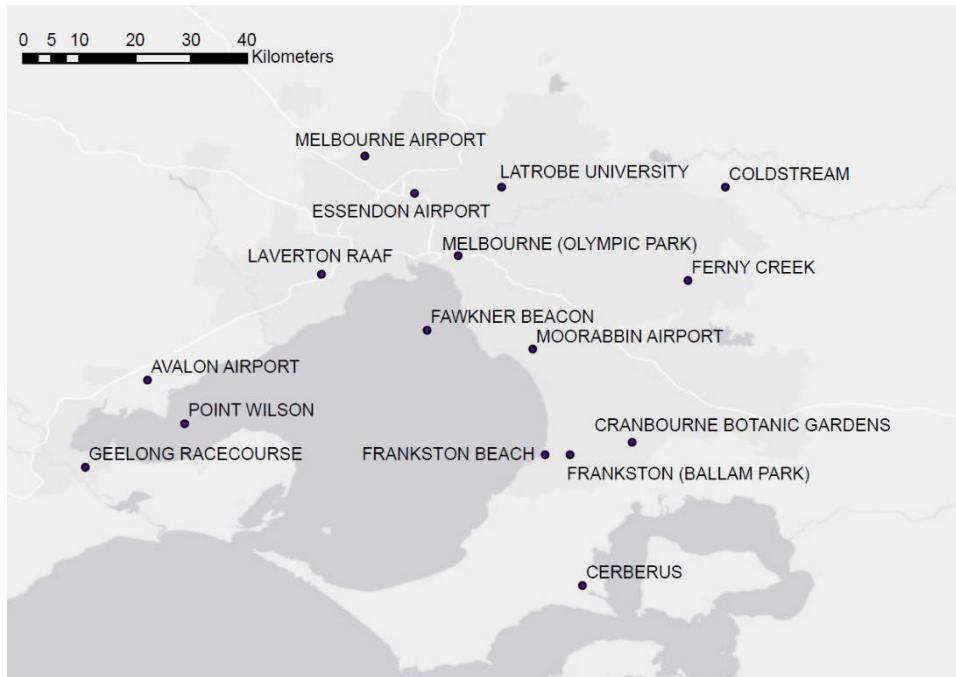 0 5 10 20 30 40
Kilometers
MELBOURNE AIRPORT
LATROBE UNIVERSITY
COLDSTREAM
ESSENDON AIRPORT
MELBOURNE (OLYMPIC PARK)
LAVERTON RAAF
FERNY CREEK
FAWKNER BEACON
MOORABBIN AIRPORT
AVALON AIRPORT
POINT WILSON
CRANBOURNE BOTANIC GARDENS
GEELONG RACECOURSE
FRANKSTON BEACH
FRANKSTON (BALLAM PARK)
CERBERUS